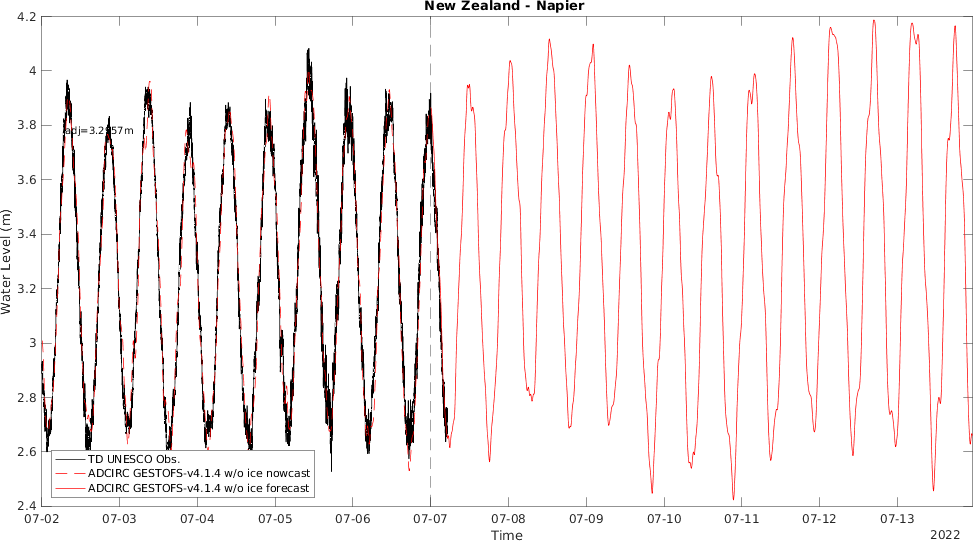 New Zealand - Napier
4.2
4
3.8
3.6
3.4
3.2
3
2.8
2.6
2.4
Water Level (m)
TD UNESCO Obs.
ADCIRC GESTOFS-v4.1.4 w/o ice nowcast
ADCIRC GESTOFS-v4.1.4 w/o ice forecast
07-02 07-03 07-04 07-05 07-06 07-07 07-08 07-09 07-10 07-11 07-12 07-13
Time
2022